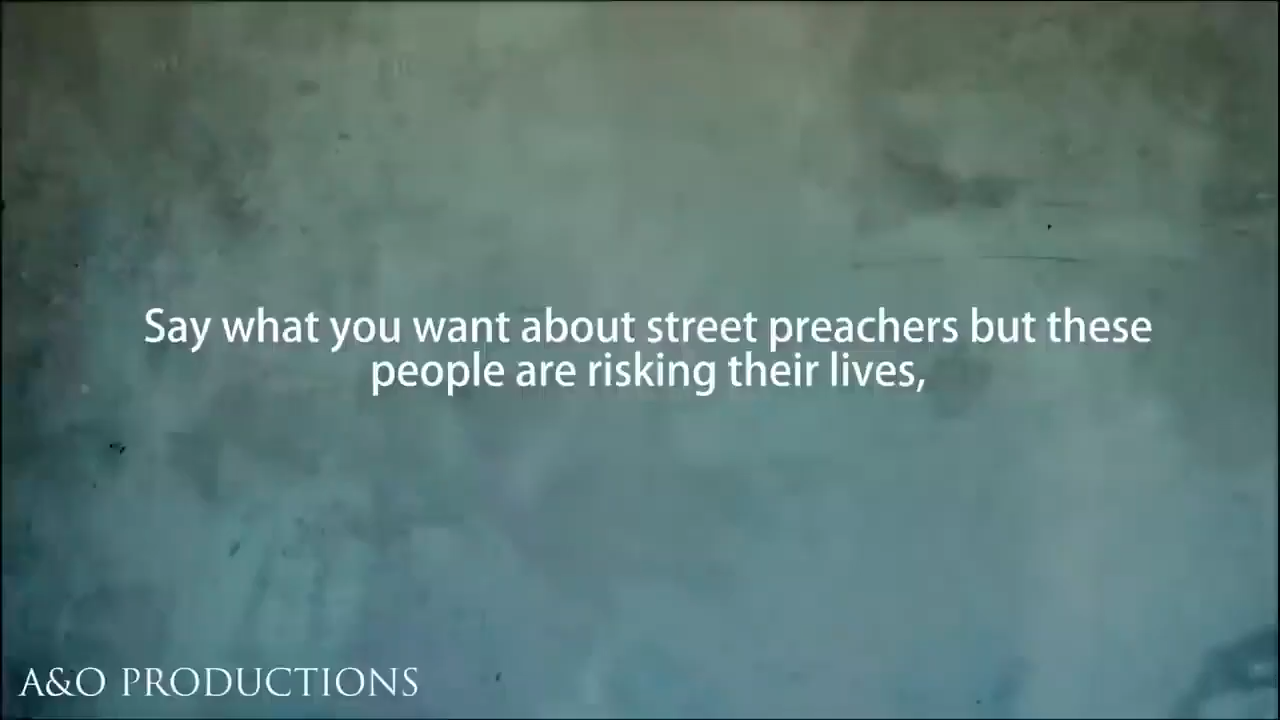 Say what you want about street preachers but these
people are risking their lives,
A&O PRODUCTIONS